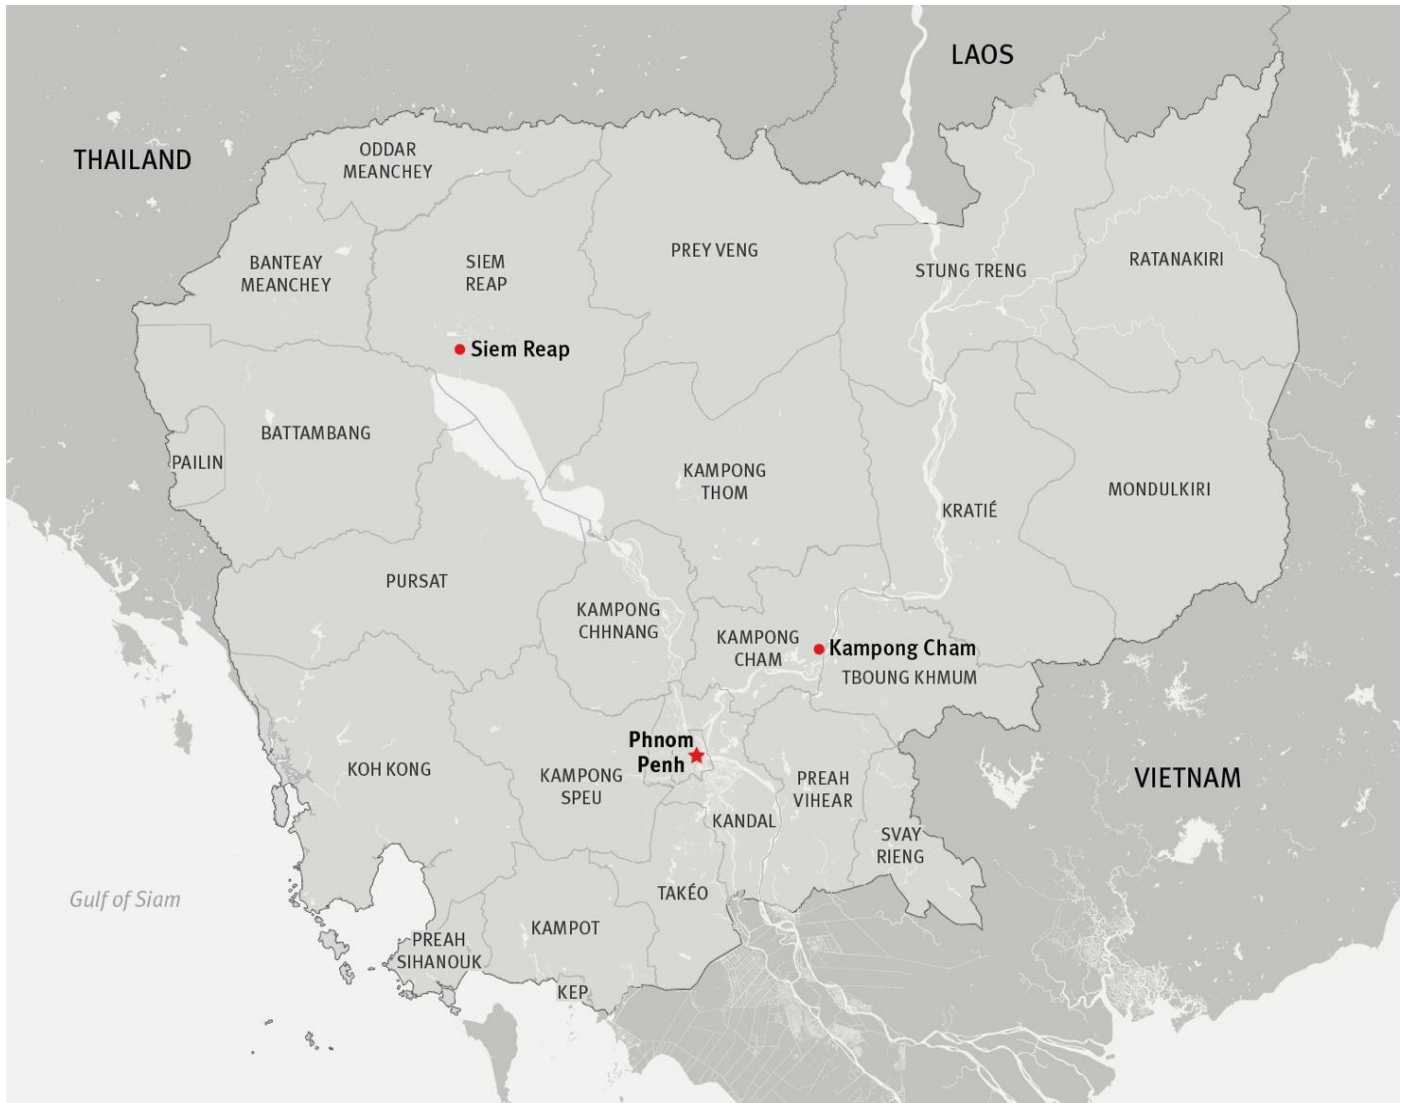 LAOS
THAILAND
ODDAR
MEANCHEY
PREY VENG
BANTEAY
MEANCHEY
SIEM
REAP
STUNG TRENG
RATANAKIRI
Siem Reap
BATTAMBANG
PAILIN
KAMPONG
THOM
MONDULKIRI
KRATIÉ
PURSAT
KAMPONG
CHHNANG
KAMPONG
CHAM
Kampong Cham
TBOUNG KHMUM
Phnom
Penh
KOH KONG
KAMPONG
SPEU
PREAH
VIHEAR
VIETNAM
KANDAL
SVAY
RIENG
Gulf of Siam
TAKÉO
KAMPOT
PREAH
SIHANOUK
KEP